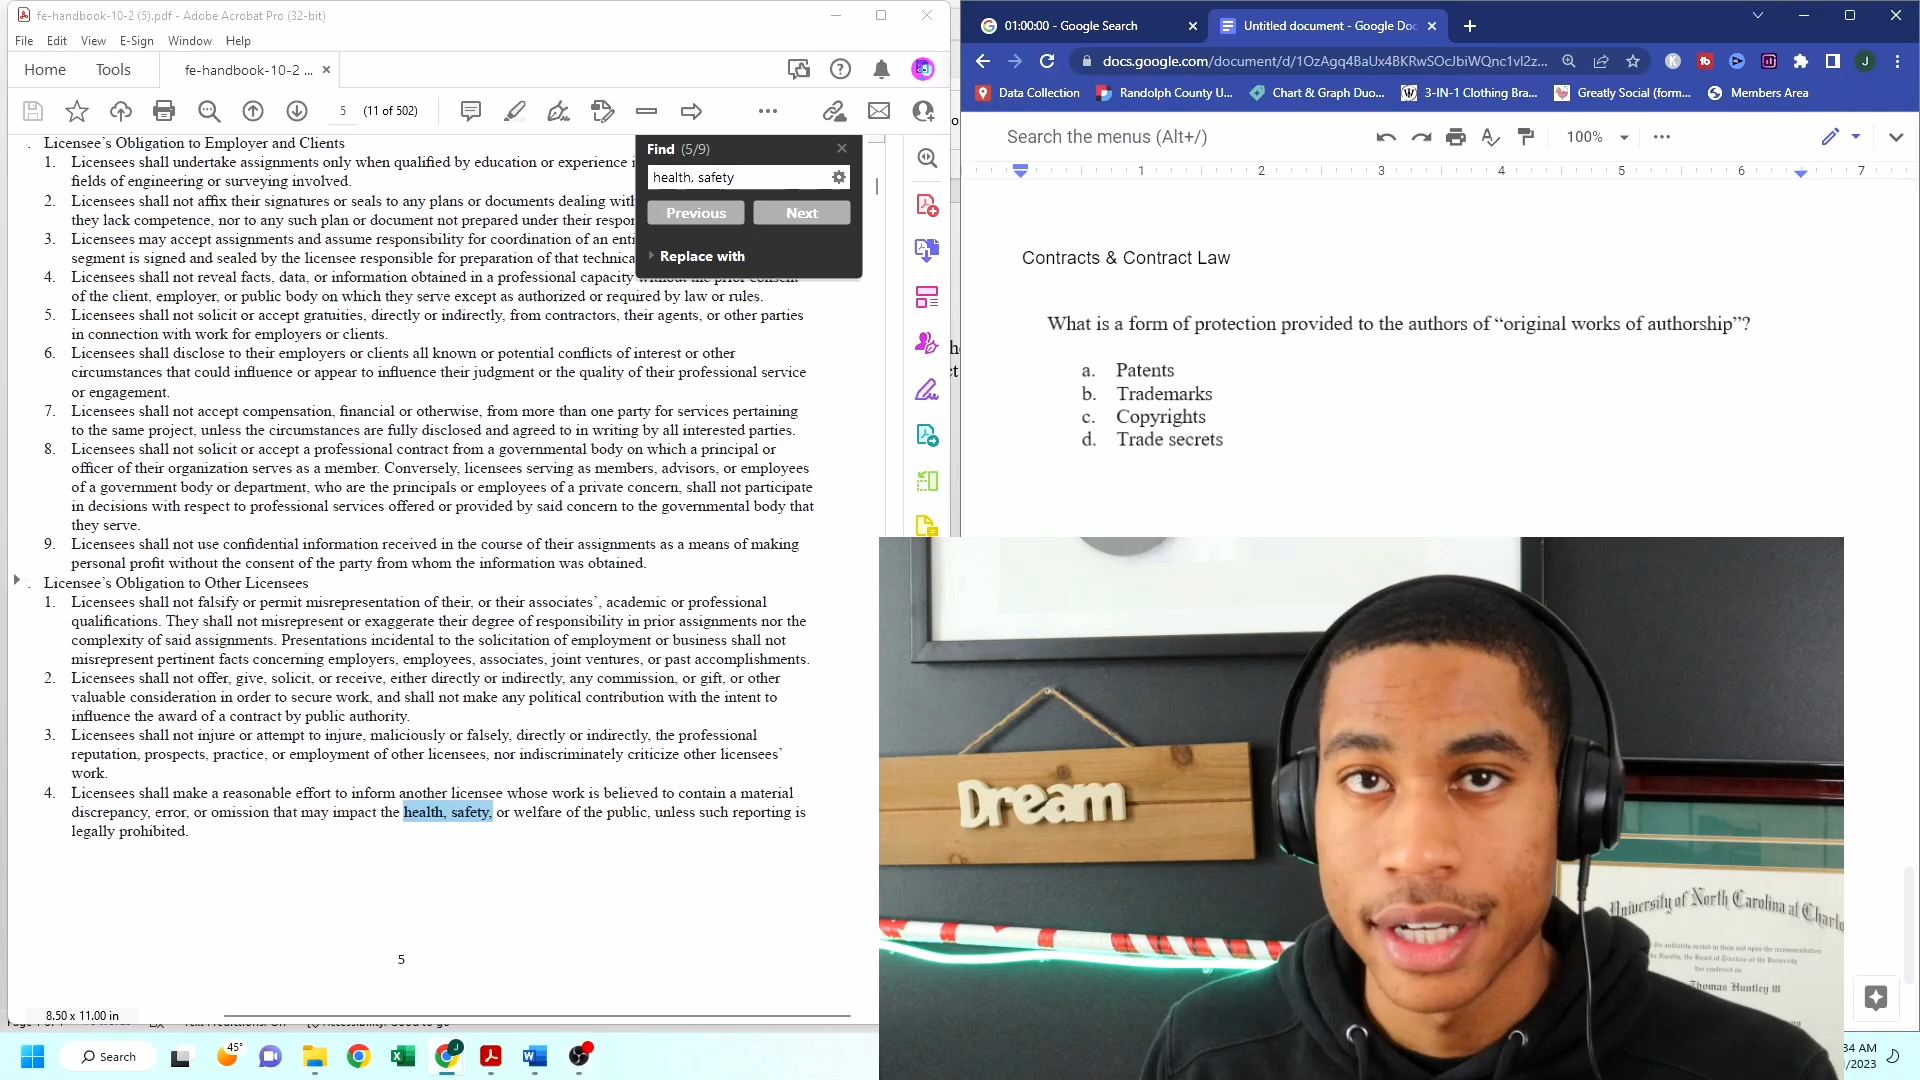 fe-handbook-10-2 (5).pdf - Adobe Acrobat Pro (32-bit)
File Edit View E-Sign Window Help
Home Tools fe-handbook-10-2 ...
5 (11 of 502)
Licensee's Obligation to Employer and Clients
1. Licensees shall undertake assignments only when qualified by education or experience
fields of engineering or surveying involved.
2. Licensees shall not affix their signatures or seals to any plans or documents dealing with
they lack competence, nor to any such plan or document not prepared under their
3. Licensees may accept assignments and assume responsibility for coordination of an
segment is signed and sealed by the licensee responsible for preparation of that
4. Licensees shall not reveal facts, data, or information obtained in a professional capacity without the prior consent
of the client, employer, or public body on which they serve except as authorized or required by law or rules.
5. Licensees shall not solicit or accept gratuities, directly or indirectly, from contractors, their agents, or other parties
in connection with work for employers or clients.
6. Licensees shall disclose to their employers or clients all known or potential conflicts of interest or other
circumstances that could influence or appear to influence their judgment or the quality of their professional service
or engagement.
7. Licensees shall not accept compensation, financial or otherwise, from more than one party for services pertaining
to the same project, unless the circumstances are fully disclosed and agreed to in writing by all interested parties.
8. Licensees shall not solicit or accept a professional contract from a governmental body on which a principal or
officer of their organization serves as a member. Conversely, licensees serving as members, advisors, or employees
of a government body or department, who are the principals or employees of a private concern, shall not participate
in decisions with respect to professional services offered or provided by said concern to the governmental body that
they serve.
9. Licensees shall not use confidential information received in the course of their assignments as a means of making
personal profit without the consent of the party from whom the information was obtained.
Licensee's Obligation to Other Licensees
1. Licensees shall not falsify or permit misrepresentation of their, or their associates', academic or professional
qualifications. They shall not misrepresent or exaggerate their degree of responsibility in prior assignments nor the
complexity of said assignments. Presentations incidental to the solicitation of employment or business shall not
misrepresent pertinent facts concerning employers, employees, associates, joint ventures, or past accomplishments.
2. Licensees shall not offer, give, solicit, or receive, either directly or indirectly, any commission, or gift, or other
valuable consideration in order to secure work, and shall not make any political contribution with the intent to
influence the award of a contract by public authority.
3. Licensees shall not injure or attempt to injure, maliciously or falsely, directly or indirectly, the professional
reputation, prospects, practice, or employment of other licensees, nor indiscriminately criticize other licensees'
work.
4. Licensees shall make a reasonable effort to inform another licensee whose work is believed to contain a material
discrepancy, error, or omission that may impact the health, safety, or welfare of the public, unless such reporting is
legally prohibited.
5
8.50 x 11.00 in
Find (5/9)
health, safety
Previous Next
Replace with
01:00:00 - Google Search Untitled document - Google Doc
docs.google.com/document/d/1OzAgq4BaUx4BKRwSOcJbiWQnc1vl2z...
Data Collection Randolph County U... Chart & Graph Duo... 3-IN-1 Clothing Bra... Greatly Social (form... Members Area
Search the menus (Alt+/) 100%
1 2 3 4 5 6 7
Contracts & Contract Law
What is a form of protection provided to the authors of "original works of authorship"?
a. Patents
b. Trademarks
c. Copyrights
d. Trade secrets
Dream
University of North Carolina at Charlo
Thomas Huntley III
Search
45°
34 AM
/2023